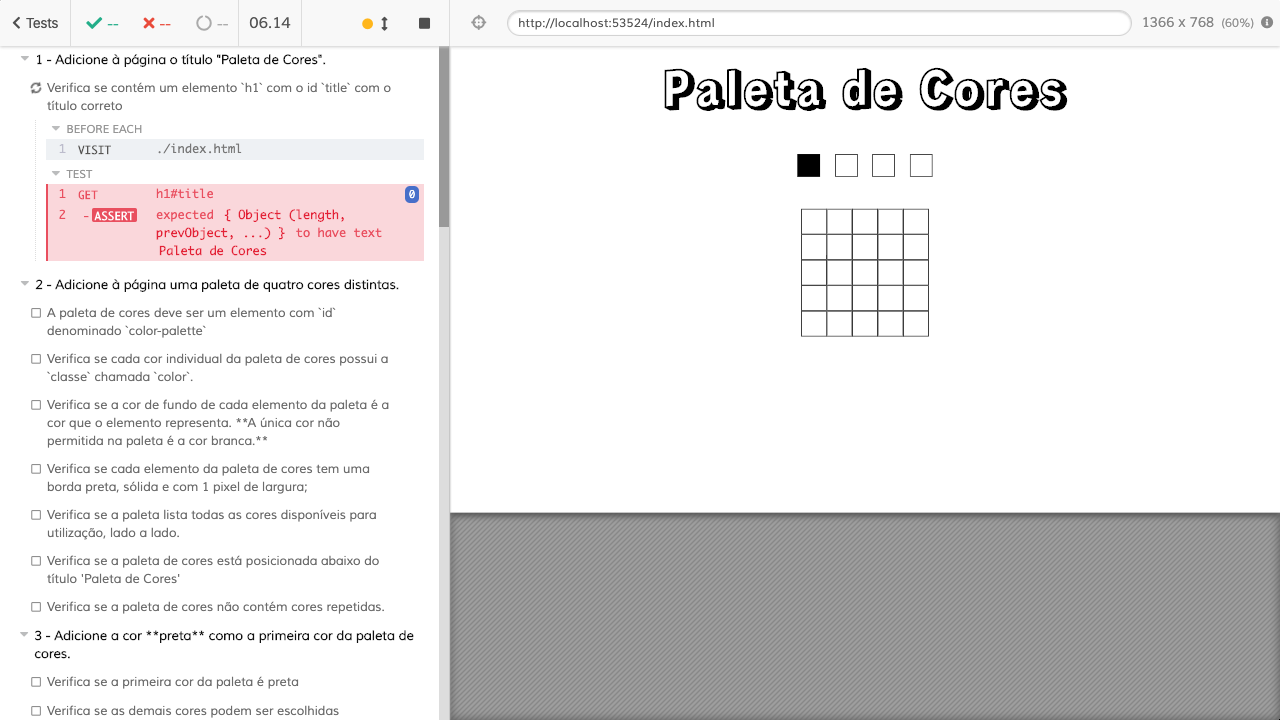 Tests
--
--
--
06.14
http://localhost:53524/index.html
1366 x 768 (60%)
1 - Adicione à página o título "Paleta de Cores".
Verifica se contém um elemento `h1` com o id `title` com o
título correto
BEFORE EACH
1 VISIT ./index.html
TEST
1 GET h1#title 0
2 -ASSERT expected { Object (length,
prevObject, ...) } to have text
Paleta de Cores
2 - Adicione à página uma paleta de quatro cores distintas.
A paleta de cores deve ser um elemento com `id`
denominado `color-palette`
Verifica se cada cor individual da paleta de cores possui a
`classe` chamada `color`.
Verifica se a cor de fundo de cada elemento da paleta é a
cor que o elemento representa. **A única cor não
permitida na paleta é a cor branca.**
Verifica se cada elemento da paleta de cores tem uma
borda preta, sólida e com 1 pixel de largura;
Verifica se a paleta lista todas as cores disponíveis para
utilização, lado a lado.
Verifica se a paleta de cores está posicionada abaixo do
título 'Paleta de Cores'
Verifica se a paleta de cores não contém cores repetidas.
3 - Adicione a cor **preta** como a primeira cor da paleta de
cores.
Verifica se a primeira cor da paleta é preta
Verifica se as demais cores podem ser escolhidas
Paleta de Cores